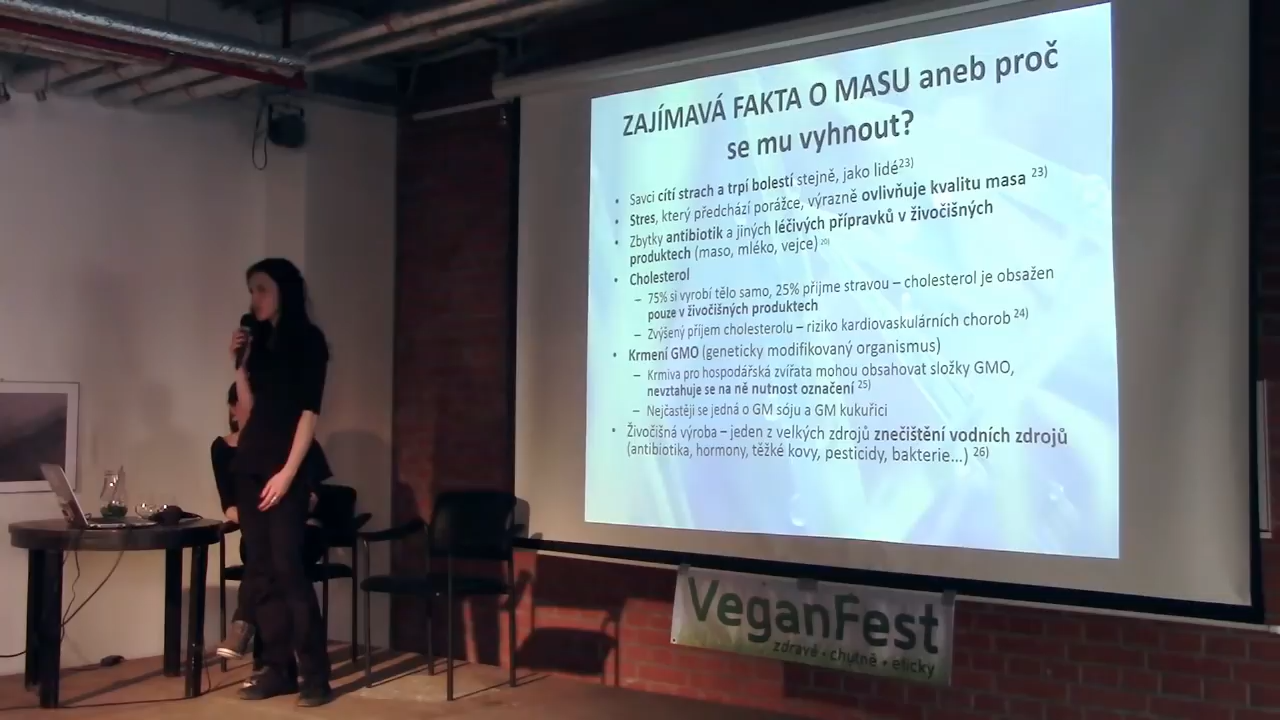 ZAJÍMAVÁ FAKTA O MASU aneb proč
se mu vyhnout?
• Savci cítí strach a trpí bolestí stejně, jako lidé23)
• Stres, který předchází porážce, výrazně ovlivňuje kvalitu masa 23)
• Zbytky antibiotik a jiných léčivých přípravků v živočišných
produktech (maso, mléko, vejce) 20)
• Cholesterol
– 75% si vyrobí tělo samo, 25% přijme stravou – cholesterol je obsažen
pouze v živočišných produktech
– Zvýšený příjem cholesterolu – riziko kardiovaskulárních chorob 24)
• Krmení GMO (geneticky modifikovaný organismus)
– Krmiva pro hospodářská zvířata mohou obsahovat složky GMO,
nevztahuje se na ně nutnost označení 25)
– Nejčastěji se jedná o GM sóju a GM kukuřici
• Živočišná výroba – jeden z velkých zdrojů znečištění vodních zdrojů
(antibiotika, hormony, těžké kovy, pesticidy, bakterie...) 26)
VeganFest
zdravě • chutně • eticky